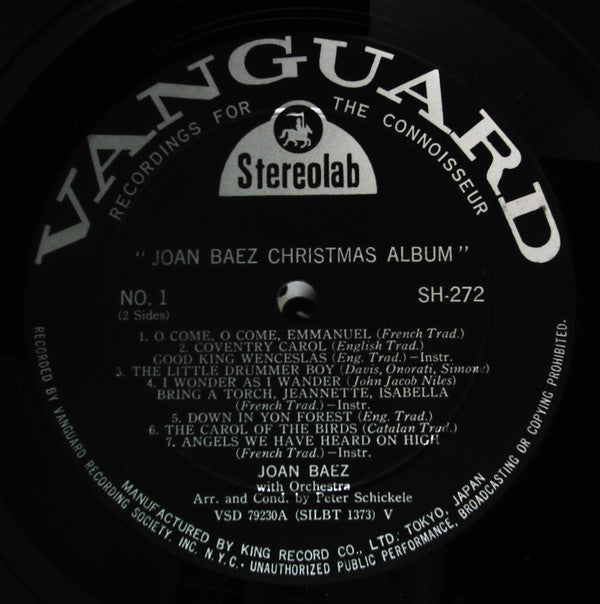 VANGUARD
RECORDINGS FOR THE CONNOISSEUR
Stereolab
"JOAN BAEZ CHRISTMAS ALBUM"
NO. 1 SH-272
(2 Sides)
1. O COME, O COME, EMMANUEL (French Trad.)
2. COVENTRY CAROL (English Trad.)
GOOD KING WENCESLAS (Eng. Trad.)–Instr.
3. THE LITTLE DRUMMER BOY (Davis, Onorati, Simone)
4. I WONDER AS I WANDER (John Jacob Niles)
BRING A TORCH, JEANNETTE, ISABELLA
(French Trad.)–Instr.
5. DOWN IN YON FOREST (Eng. Trad.)
6. THE CAROL OF THE BIRDS (Catalan Trad.)
7. ANGELS WE HAVE HEARD ON HIGH
(French Trad.)–Instr.
JOAN BAEZ
with Orchestra
Arr. and Cond. by Peter Schickele
VSD 79230A (SILBT 1373) V
MANUFACTURED BY KING RECORD CO., LTD. TOKYO, JAPAN
RECORDED BY VANGUARD RECORDING SOCIETY, INC. N.Y.C.· UNAUTHORIZED PUBLIC PERFORMANCE, BROADCASTING OR COPYING PROHIBITED.